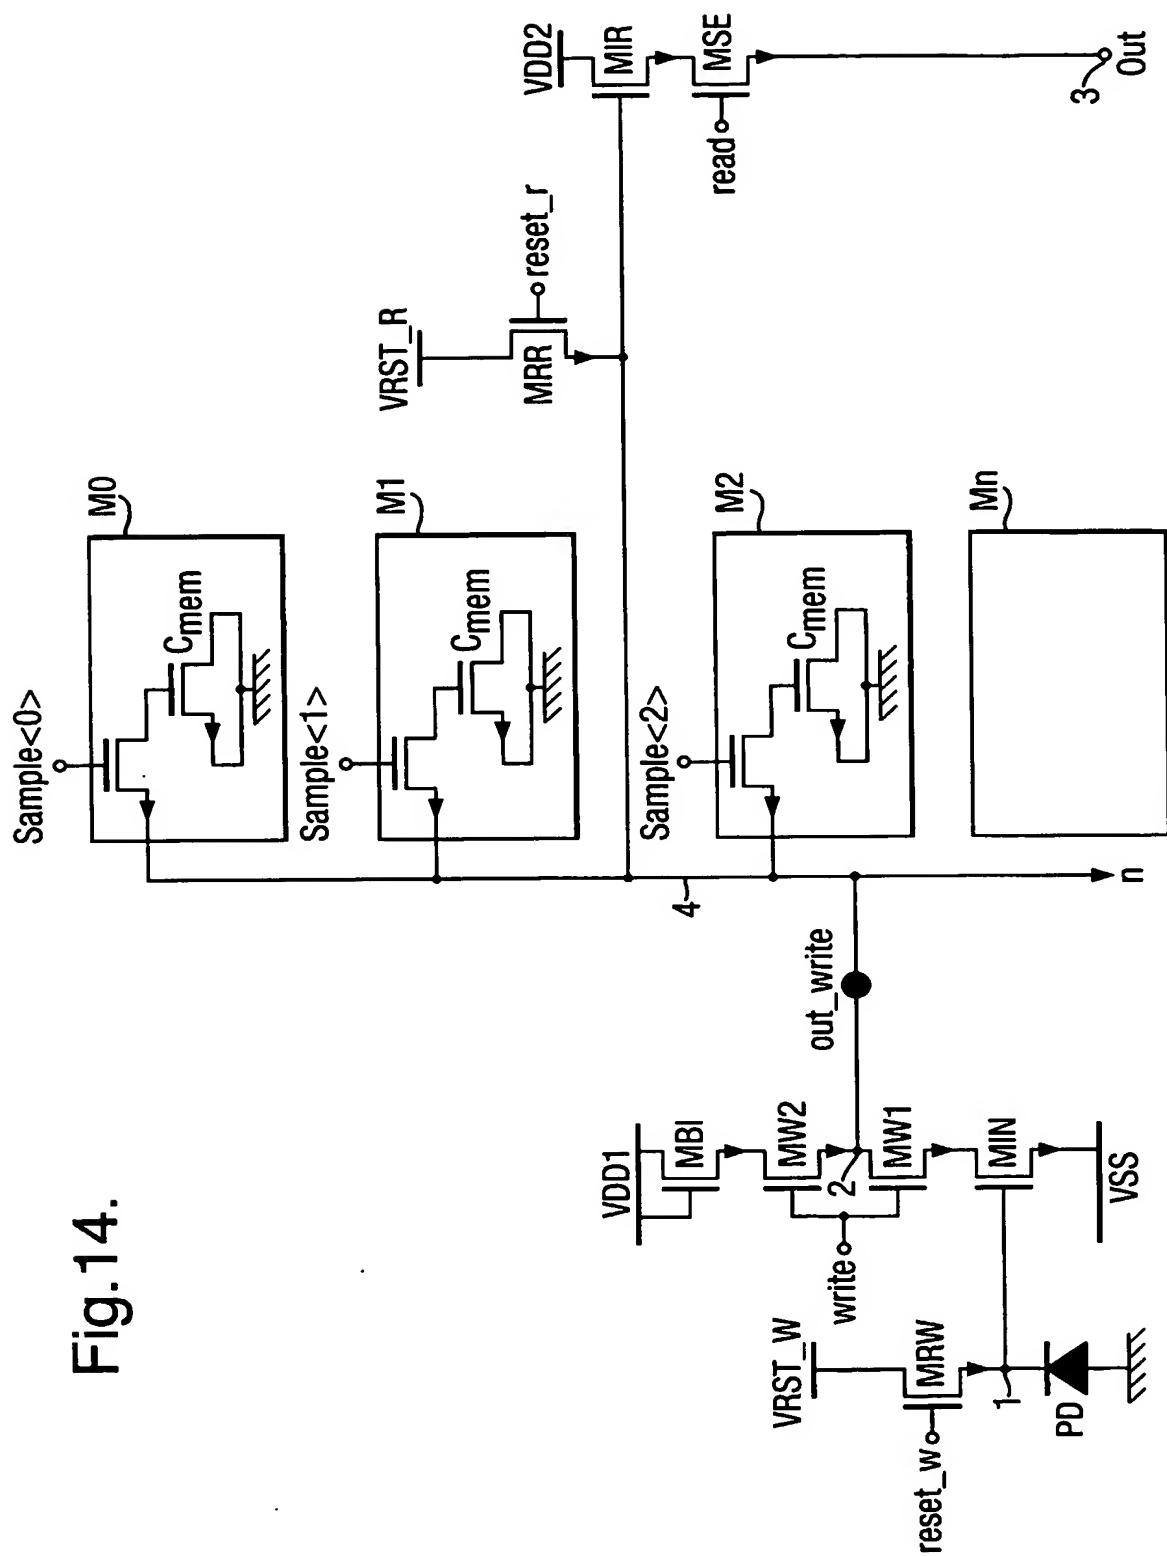 Fig.14.
reset_w
VRST_W
MRW
1
PD
write
VDD1
MBI
MW2
2
MW1
MIN
VSS
out_write
4
n
Sample<0>
M0
Cmem
Sample<1>
M1
Cmem
Sample<2>
M2
Cmem
Mn
VRST_R
MRR
reset_r
VDD2
MIR
read
MSE
3
Out